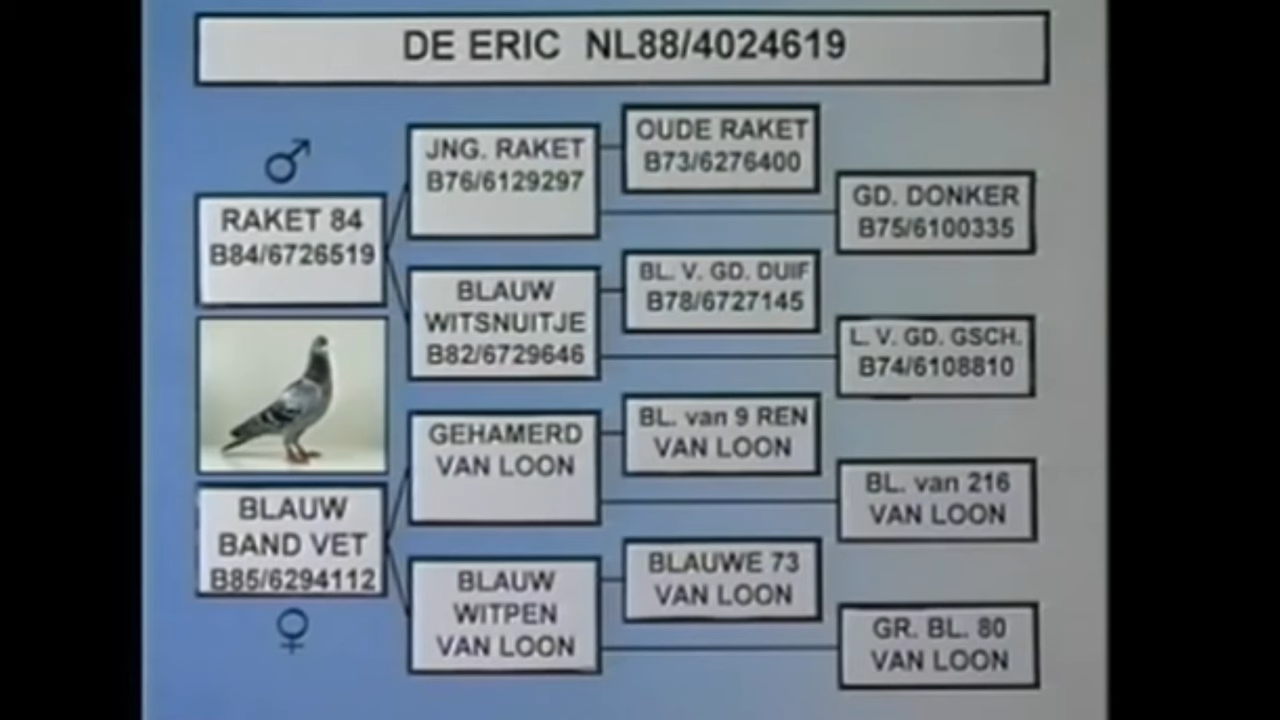 DE ERIC NL88/4024619
RAKET 84
B84/6726519
BLAUW
BAND VET
B85/6294112
JNG. RAKET
B76/6129297
BLAUW
WITSNUITJE
B82/6729646
GEHAMERD
VAN LOON
BLAUW
WITPEN
VAN LOON
OUDE RAKET
B73/6276400
GD. DONKER
B75/6100335
BL. V. GD. DUIF
B78/6727145
L. V. GD. GSCH.
B74/6108810
BL. van 9 REN
VAN LOON
BL. van 216
VAN LOON
BLAUWE 73
VAN LOON
GR. BL. 80
VAN LOON